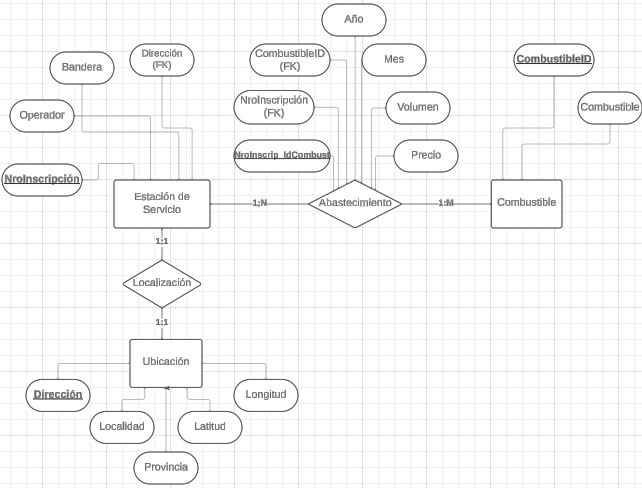 Año
CombustibleID
(FK)
Mes
Dirección
(FK)
Bandera
CombustibleID
NroInscripción
(FK)
Volumen
Combustible
Operador
NroInscrip_IdCombust
Precio
NroInscripción
Estación de
Servicio
1;N
Abastecimiento
1:M
Combustible
1:1
Localización
1:1
Ubicación
Dirección
Longitud
Localidad
Latitud
Provincia